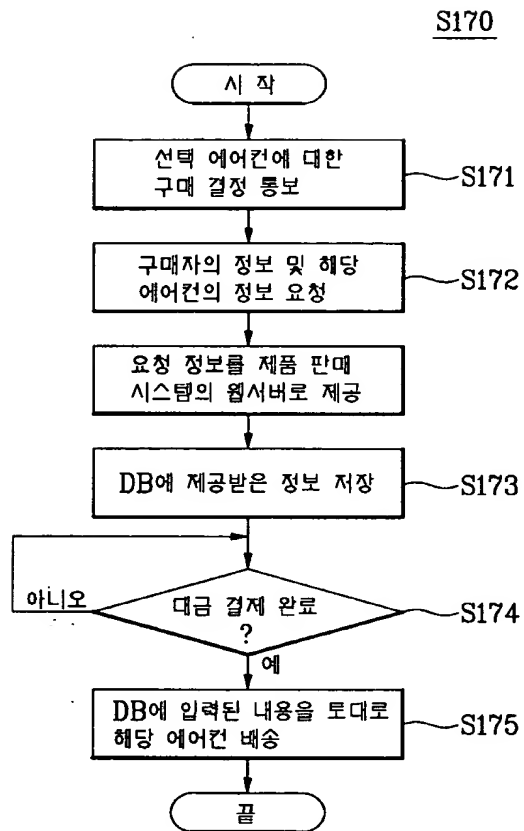 S170
시 작
선택 에어컨에 대한
구매 결정 통보
S171
구매자의 정보 및 해당
에어컨의 정보 요청
S172
요청 정보를 제품 판매
시스템의 웹서버로 제공
DB에 제공받은 정보 저장
S173
대금 결제 완료
?
S174
아니오
예
DB에 입력된 내용을 토대로
해당 에어컨 배송
S175
끝